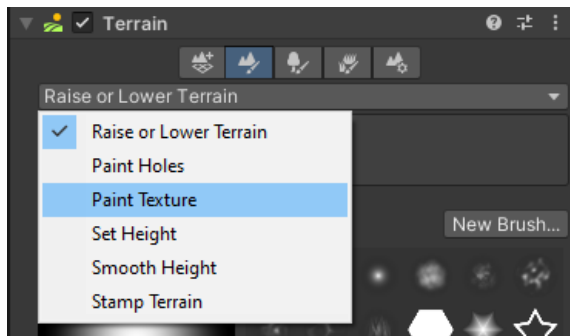 Terrain
Raise or Lower Terrain
Raise or Lower Terrain
Paint Holes
Paint Texture
Set Height
New Brush...
Smooth Height
Stamp Terrain